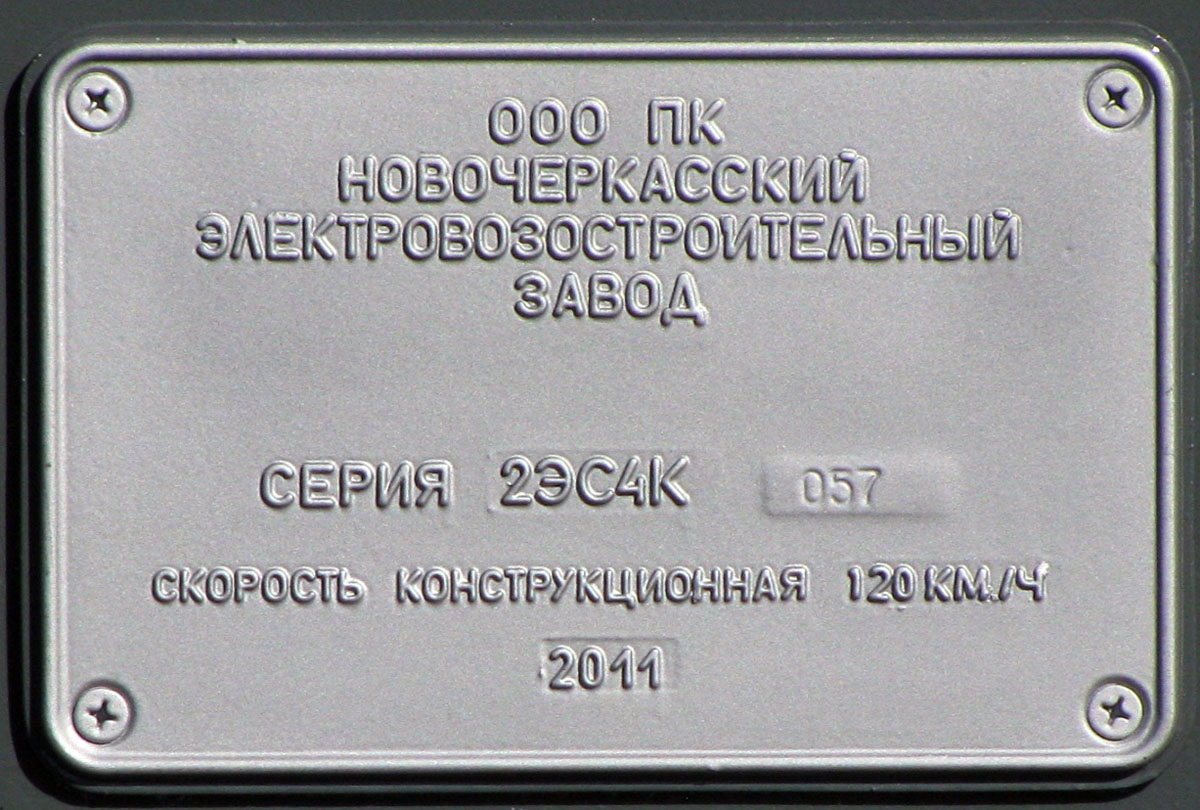 ООО ПК
НОВОЧЕРКАССКИЙ
ЭЛЕКТРОВОЗОСТРОИТЕЛЬНЫЙ
ЗАВОД
СЕРИЯ 2ЭС4К 057
СКОРОСТЬ КОНСТРУКЦИОННАЯ 120 КМ./Ч
2011